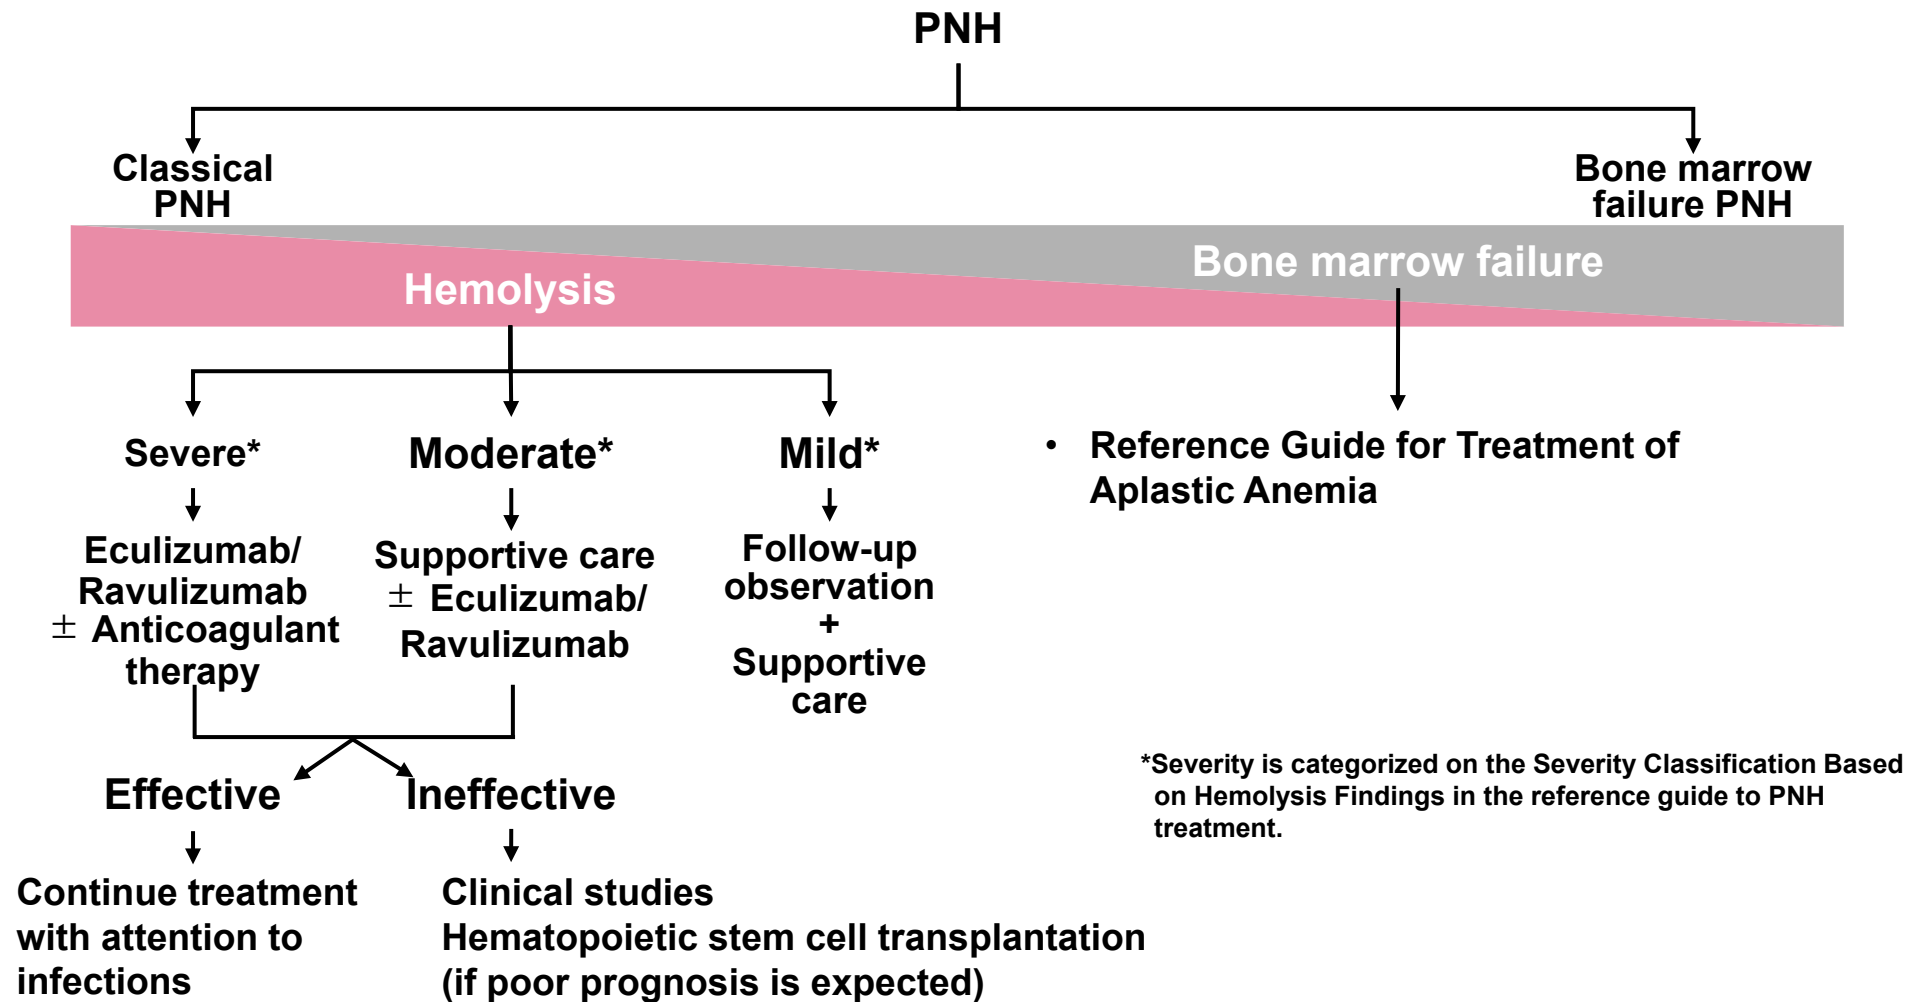 PNH
Classical
PNH
Bone marrow
failure PNH
Hemolysis
Bone marrow failure
Severe*
Moderate*
Mild*
• Reference Guide for Treatment of
Aplastic Anemia
Eculizumab/
Ravulizumab
± Anticoagulant
therapy
Supportive care
± Eculizumab/
Ravulizumab
Follow-up
observation
+
Supportive
care
Effective
Ineffective
*Severity is categorized on the Severity Classification Based
on Hemolysis Findings in the reference guide to PNH
treatment.
Continue treatment
with attention to
infections
Clinical studies
Hematopoietic stem cell transplantation
(if poor prognosis is expected)